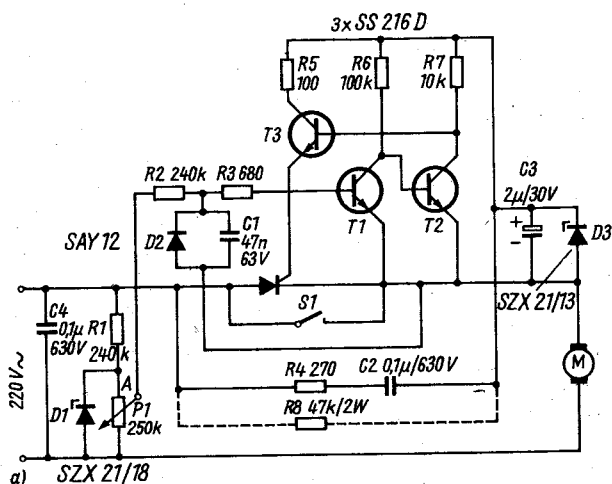 3x SS 216 D
R5
100
R6
100k
R7
10k
T3
R2 240k
R3 680
C3
2µ/30V
+
-
D3
SAY 12
D2
C1
47n
63V
T1
T2
SZX 21/13
S1
C4
0,1µ
630V
R1
240k
220V~
R4 270
C2 0,1µ/630V
M
A
D1
P1
250k
R8 47k/2W
a)
SZX 21/18